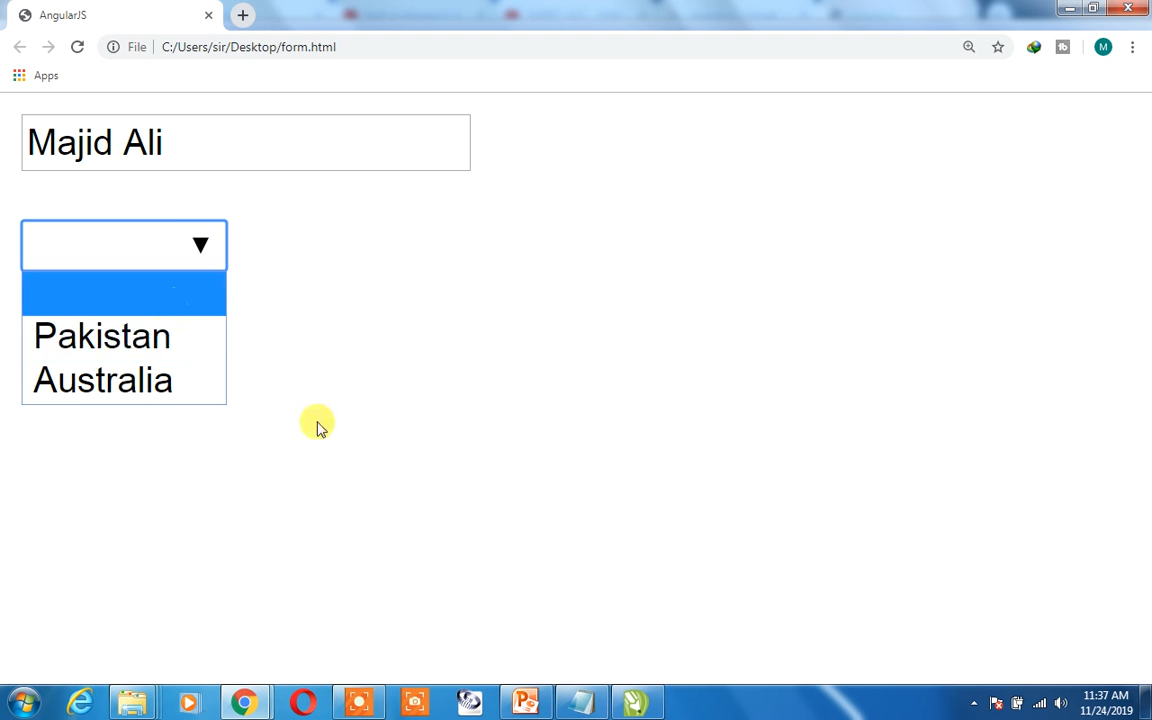 AngularJS
File
C:/Users/sir/Desktop/form.html
M
Apps
Majid Ali
Pakistan
Australia
11:37 AM
11/24/2019